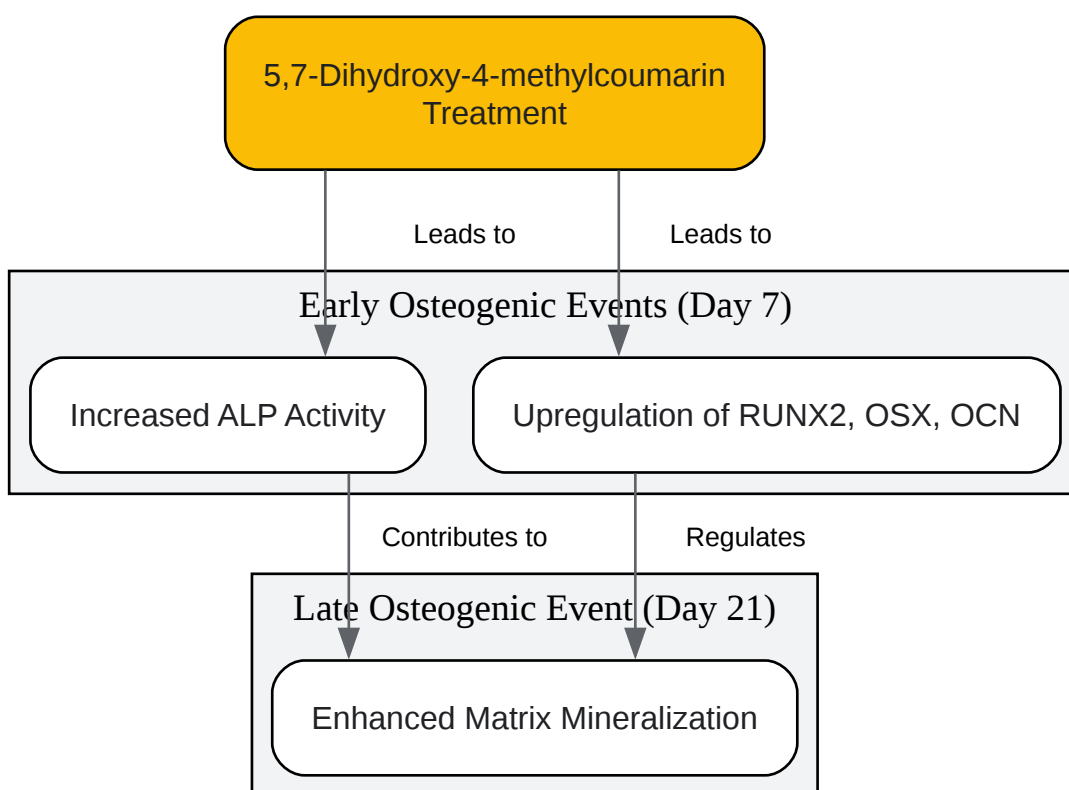 5,7-Dihydroxy-4-methylcoumarin
Treatment
Leads to
Leads to
Early Osteogenic Events (Day 7)
Increased ALP Activity
Upregulation of RUNX2, OSX, OCN
Contributes to
Regulates
Late Osteogenic Event (Day 21)
Enhanced Matrix Mineralization